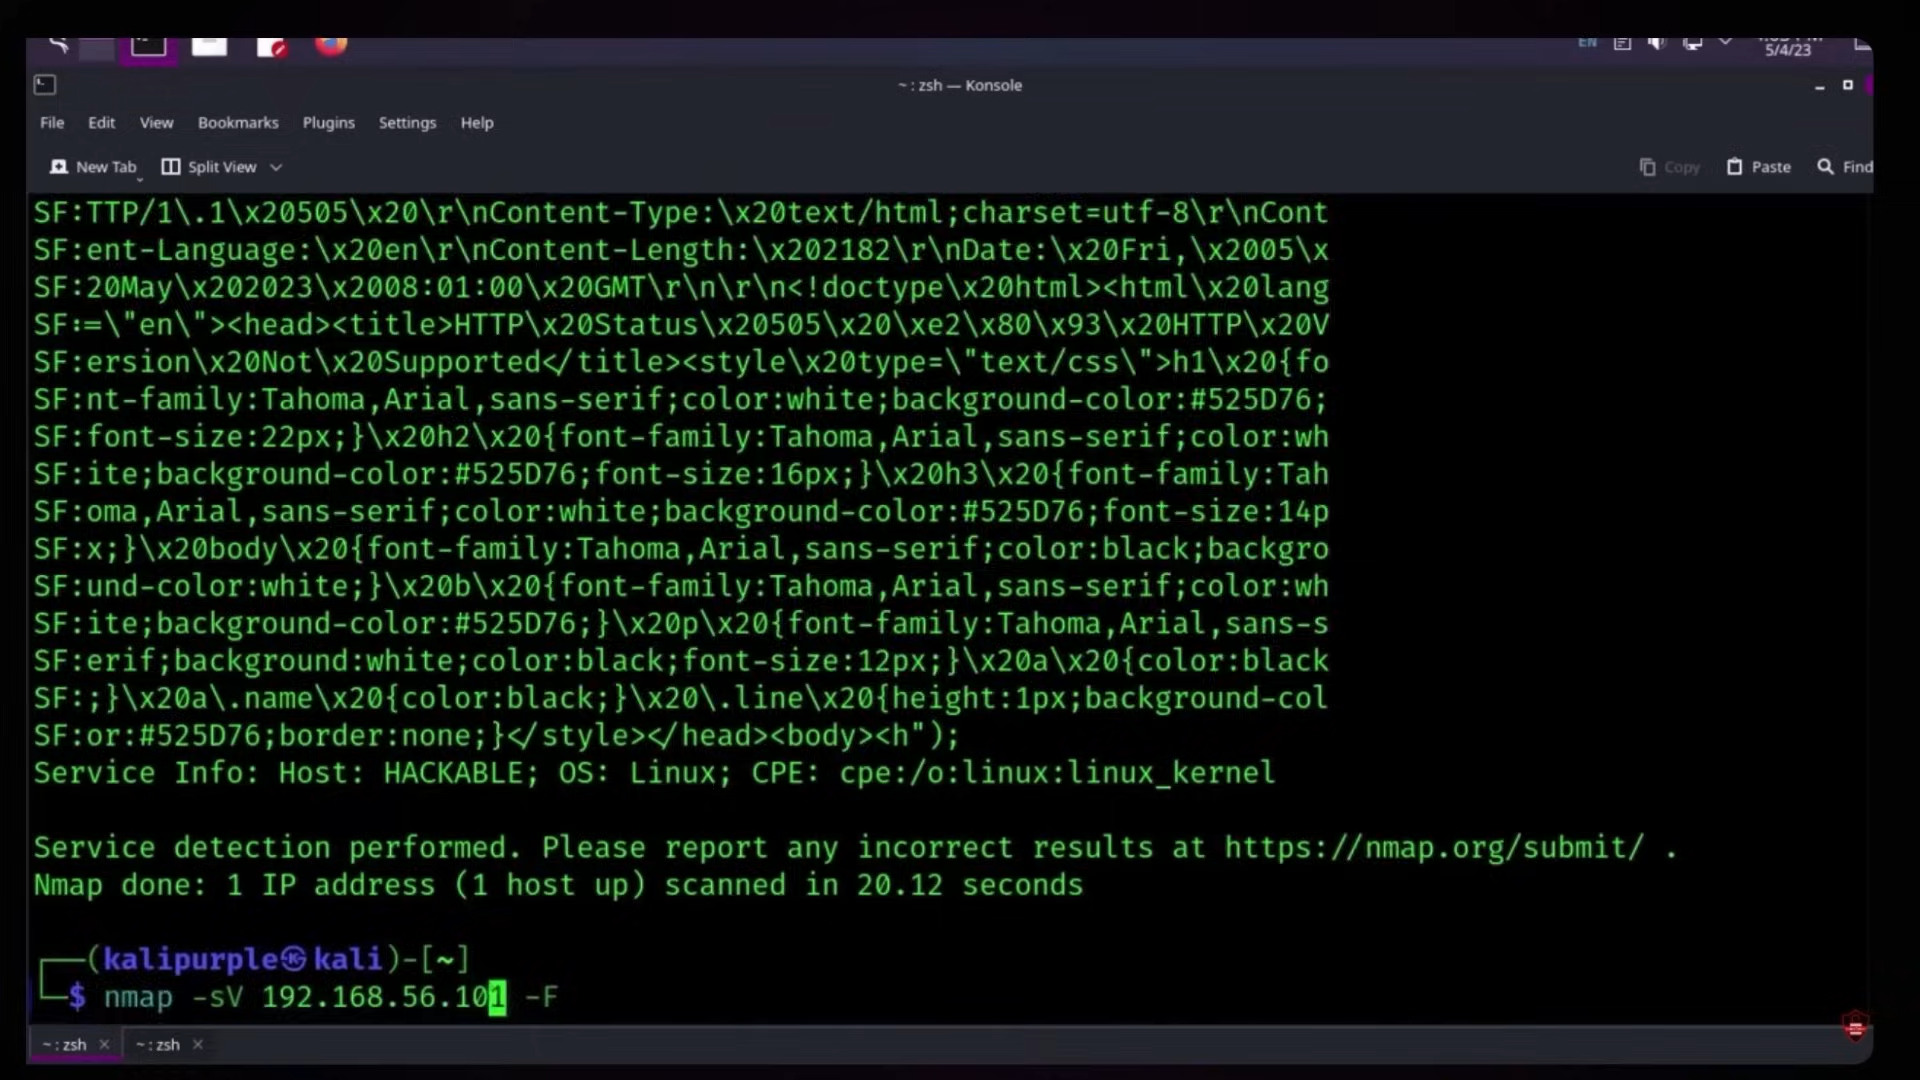 EN
5/4/23
~ : zsh — Konsole
File Edit View Bookmarks Plugins Settings Help
New Tab Split View Copy Paste Find
SF:TTP/1\.1\x20505\x20\r\nContent-Type:\x20text/html;charset=utf-8\r\nCont
SF:ent-Language:\x20en\r\nContent-Length:\x202182\r\nDate:\x20Fri,\x2005\x
SF:20May\x202023\x2008:01:00\x20GMT\r\n\r\n<!doctype\x20html><html\x20lang
SF:=\"en\"><head><title>HTTP\x20Status\x20505\x20\xe2\x80\x93\x20HTTP\x20V
SF:ersion\x20Not\x20Supported</title><style\x20type=\"text/css\">h1\x20{fo
SF:nt-family:Tahoma,Arial,sans-serif;color:white;background-color:#525D76;
SF:font-size:22px;}\x20h2\x20{font-family:Tahoma,Arial,sans-serif;color:wh
SF:ite;background-color:#525D76;font-size:16px;}\x20h3\x20{font-family:Tah
SF:oma,Arial,sans-serif;color:white;background-color:#525D76;font-size:14p
SF:x;}\x20body\x20{font-family:Tahoma,Arial,sans-serif;color:black;backgro
SF:und-color:white;}\x20b\x20{font-family:Tahoma,Arial,sans-serif;color:wh
SF:ite;background-color:#525D76;}\x20p\x20{font-family:Tahoma,Arial,sans-s
SF:erif;background:white;color:black;font-size:12px;}\x20a\x20{color:black
SF:;}\x20a\.name\x20{color:black;}\x20\.line\x20{height:1px;background-col
SF:or:#525D76;border:none;}</style></head><body><h");
Service Info: Host: HACKABLE; OS: Linux; CPE: cpe:/o:linux:linux_kernel
Service detection performed. Please report any incorrect results at https://nmap.org/submit/ .
Nmap done: 1 IP address (1 host up) scanned in 20.12 seconds
┌──(kalipurple㉿kali)-[~]
└─$ nmap -sV 192.168.56.101 -F
~ : zsh × ~ : zsh ×